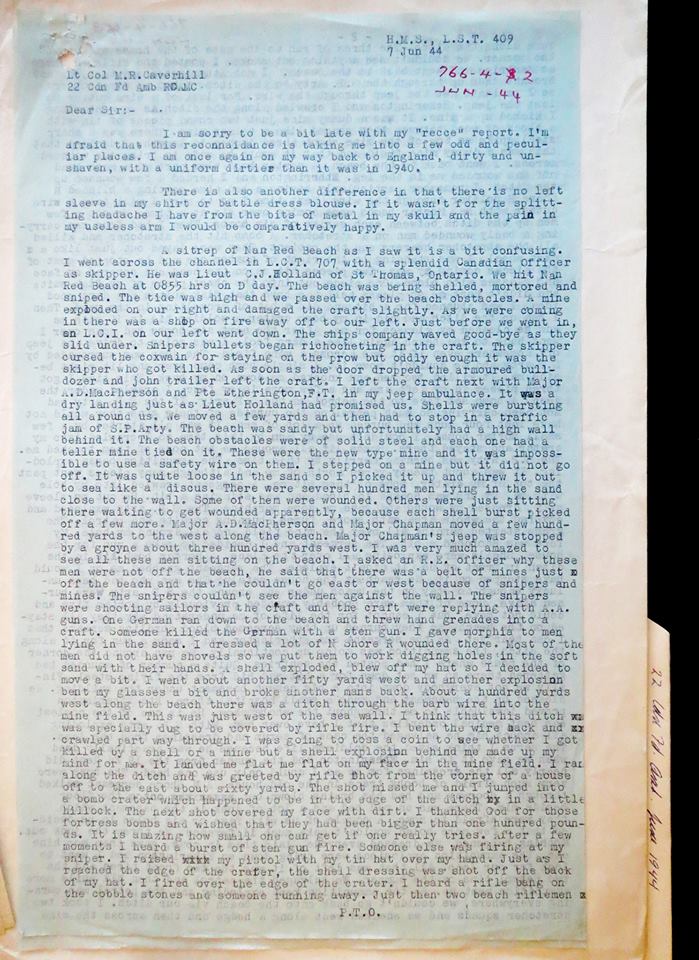 H.M.S., L.S.T. 409
7 Jun 44
766-4-2
JUN -44
Lt Col M.R.Caverhill
22 Cdn Fd Amb RCAMC
Dear Sir:-
I am sorry to be a bit late with my "recce" report. I'm
afraid that this reconnaidance is taking me into a few odd and pecul-
iar places. I am once again on my way back to England, dirty and un-
shaven, with a uniform dirtier than it was in 1940.
There is also another difference in that there is no left
sleeve in my shirt or battle dress blouse. If it wasn't for the splitt-
ing headache I have from the bits of metal in my skull and the pain in
my useless arm I would be comparitively happy.
A sitrep of Nan Red Beach as I saw it is a bit confusing.
I went across the channel in L.C.T. 707 with a splendid Canadian Officer
as skipper. He was Lieut C.J.Holland of St Thomas, Ontario. We hit Nan
Red Beach at 0855 hrs on D day. The beach was being shelled, mortored and
sniped. The tide was high and we passed over the beach obstacles. A mine
exploded on our right and damaged the craft slightly. As we were coming
in there was a ship on fire away off to our left. Just before we went in,
an L.C.I. on our left went down. The ships company waved good-bye as they
slid under. Snipers bullets began richocheting in the craft. The skipper
cursed the coxwain for staying on the prow but oddly enough it was the
skipper who got killed. As soon as the door dropped the armoured bull-
dozer and john trailer left the craft. I left the craft next with Major
A.D.MacPherson and Pte Etherington,F.T. in my jeep ambulance. It was a
dry landing just as Lieut Holland had promised us. Shells were bursting
all around us. We moved a few yards and then had to stop in a traffic
jam of S.P.Arty. The beach was sandy but unfortunately had a high wall
behind it. The beach obstacles were of solid steel and each one had a
teller mine tied on it. These were the new type mine and it was imposs-
ible to use a safety wire on them. I stepped on a mine but it did not go
off. It was quite loose in the sand so I picked it up and threw it out
to sea like a discus. There were several hundred men lying in the sand
close to the wall. Some of them were wounded. Others were just sitting
there waiting to get wounded apparently, because each shell burst picked
off a few more. Major A.D.MacPherson and Major Chapman moved a few hund-
red yards to the west along the beach. Major Chapman's jeep was stopped
by a groyne about three hundred yards west. I was very much amazed to
see all these men sitting on the beach. I asked an R.E. officer why these
men were not off the beach, he said that there was a belt of mines just
off the beach and that he couldn't go east or west because of snipers and
mines. The snipers couldn't see the men against the wall. The snipers
were shooting sailors in the craft and the craft were replying with A.A.
guns. One German ran down to the beach and threw hand grenades into a
craft. Someone killed the German with a sten gun. I gave morphia to men
lying in the sand. I dressed a lot of N Shore R wounded there. Most of the
men did not have shovels so we put them to work digging holes in the soft
sand with their hands. A shell exploded, blew off my hat so I decided to
move a bit. I went about another fifty yards west and another explosion
bent my glasses a bit and broke another mans back. About a hundred yards
west along the beach there was a ditch through the barb wire into the
mine field. This was just west of the sea wall. I think that this ditch
was specially dug to be covered by rifle fire. I bent the wire back and
crawled part way through. I was going to toss a coin to see whether I got
killed by a shell or a mine but a shell explosion behind me made up my
mind for me. It landed me flat me flat on my face in the mine field. I ran
along the ditch and was greeted by rifle shot from the corner of a house
off to the east about sixty yards. The shot missed me and I jumped into
a bomb crater which happened to be in the edge of the ditch in a little
hillock. The next shot covered my face with dirt. I thanked God for those
fortress bombs and wished that they had been bigger than one hundred poun-
ds. It is amazing how small one can get if one really tries. After a few
moments I heard a burst of sten gun fire. Someone else was firing at my
sniper. I raised my pistol with my tin hat over my hand. Just as I
reached the edge of the crater, the shell dressing was shot off the back
of my hat. I fired over the edge of the crater. I heard a rifle bang on
the cobble stones and someone running away. Just then two beach riflemen
P.T.O.
22 Cdn Fd Amb. June 1944